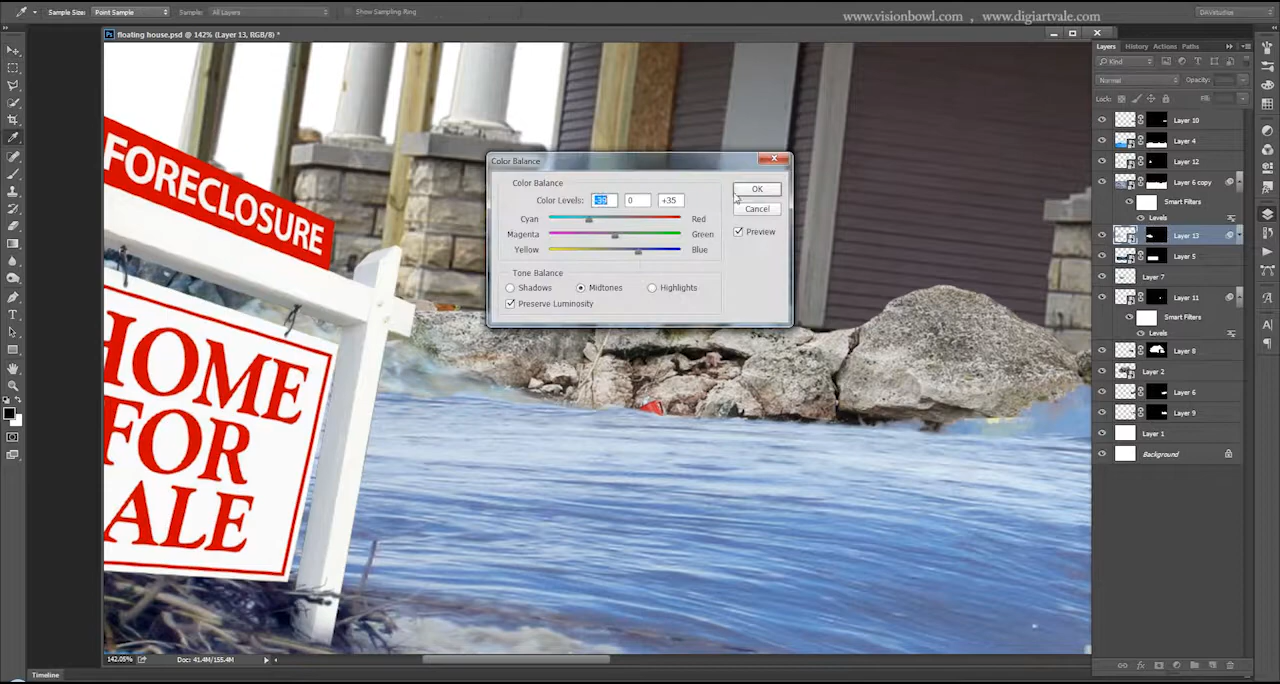 Sample Size: Point Sample Sample: All Layers Show Sampling Ring
www.visionbowl.com , www.digiartvale.com
DAVstudios
floating house.psd @ 142% (Layer 13, RGB/8) *
Layers History Actions Paths
Kind
Normal Opacity:
Lock: Fill:
Layer 10
Layer 4
Layer 12
Layer 6 copy
Smart Filters
Levels
Layer 13
Layer 5
Layer 7
Layer 11
Smart Filters
Levels
Layer 8
Layer 2
Layer 6
Layer 9
Layer 1
Background
Color Balance
Color Balance
Color Levels: -39 0 +35
Cyan Red
Magenta Green
Yellow Blue
Tone Balance
Shadows Midtones Highlights
Preserve Luminosity
OK
Cancel
Preview
FORECLOSURE
HOME
FOR
ALE
142.05% Doc: 41.4M/155.4M
Timeline